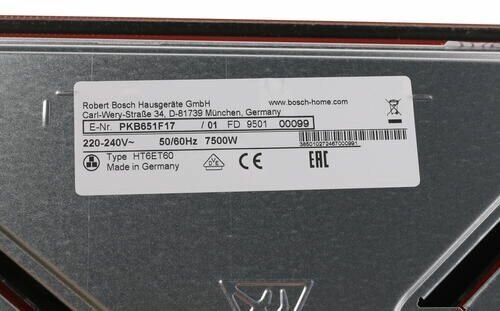 Robert Bosch Hausgeräte GmbH www.bosch-home.com
Carl-Wery-Straße 34, D-81739 München, Germany
E-Nr. PKB651F17 / 01 FD 9501 00099
220-240V~ 50/60Hz 7500W
Type HT6ET60
Made in Germany
CE
EAC